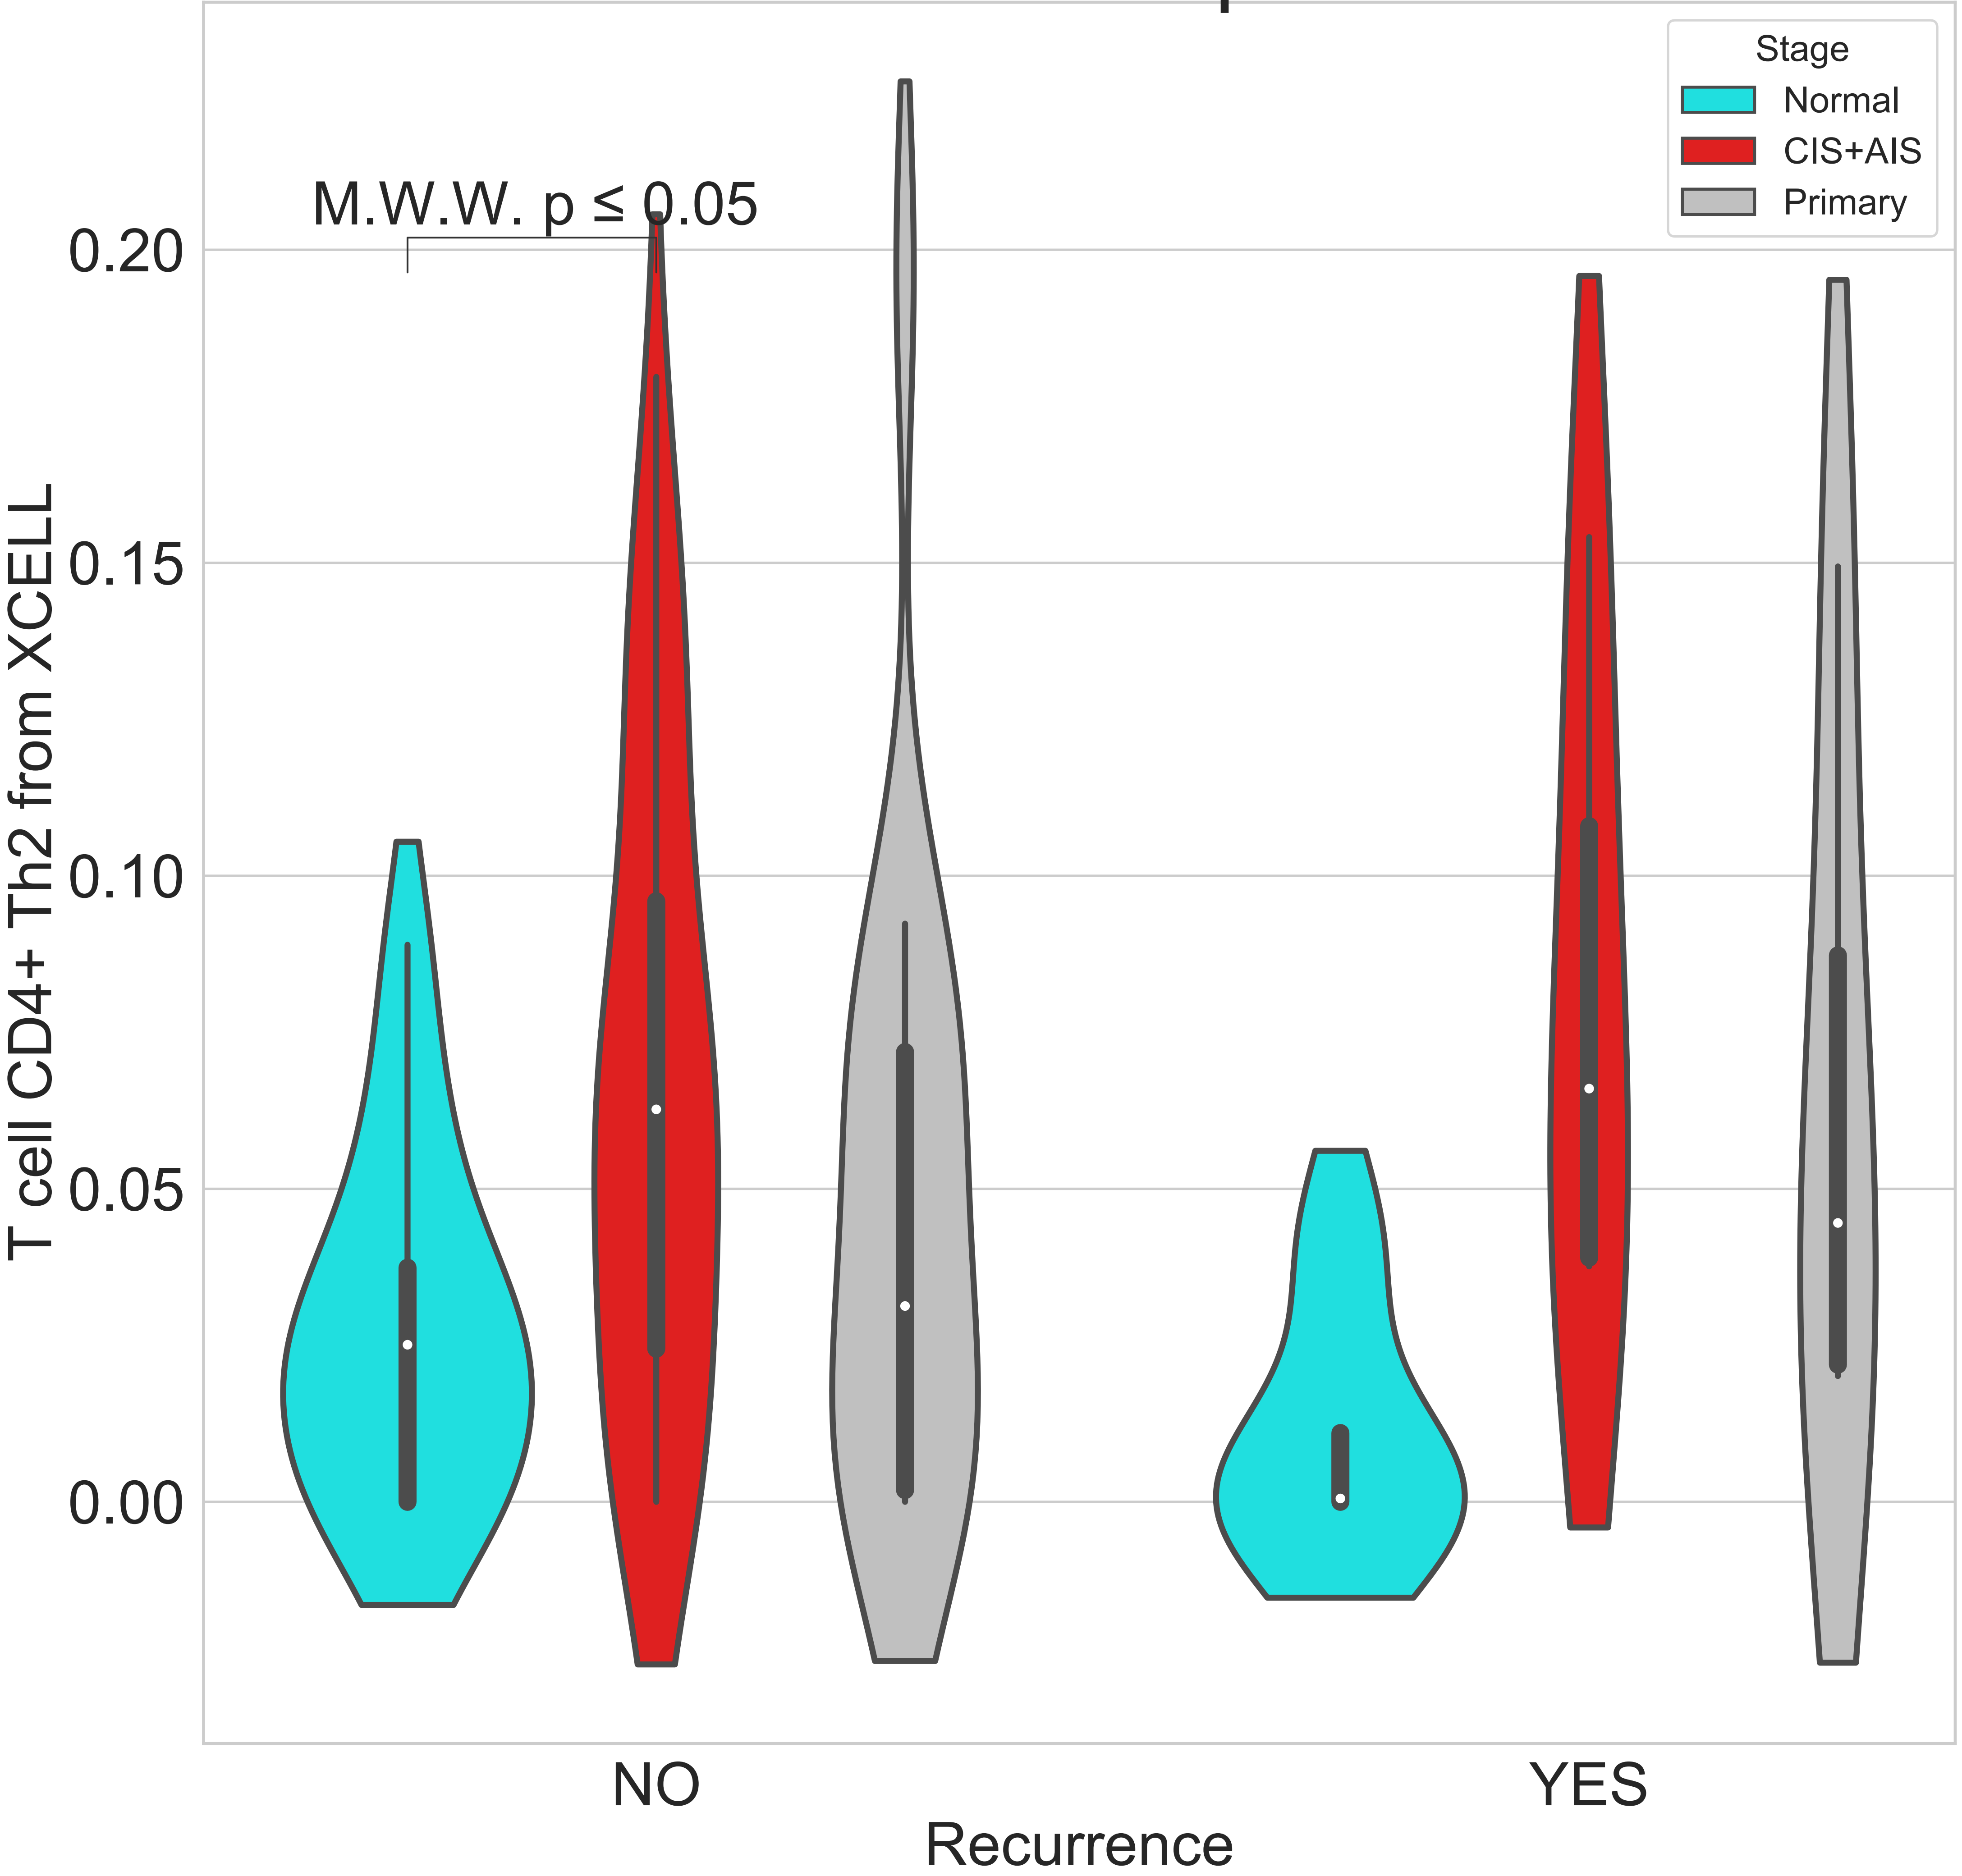 Stage
Normal
CIS+AIS
Primary
M.W.W. p ≤ 0.05
T cell CD4+ Th2 from XCELL
0.20
0.15
0.10
0.05
0.00
NO
YES
Recurrence